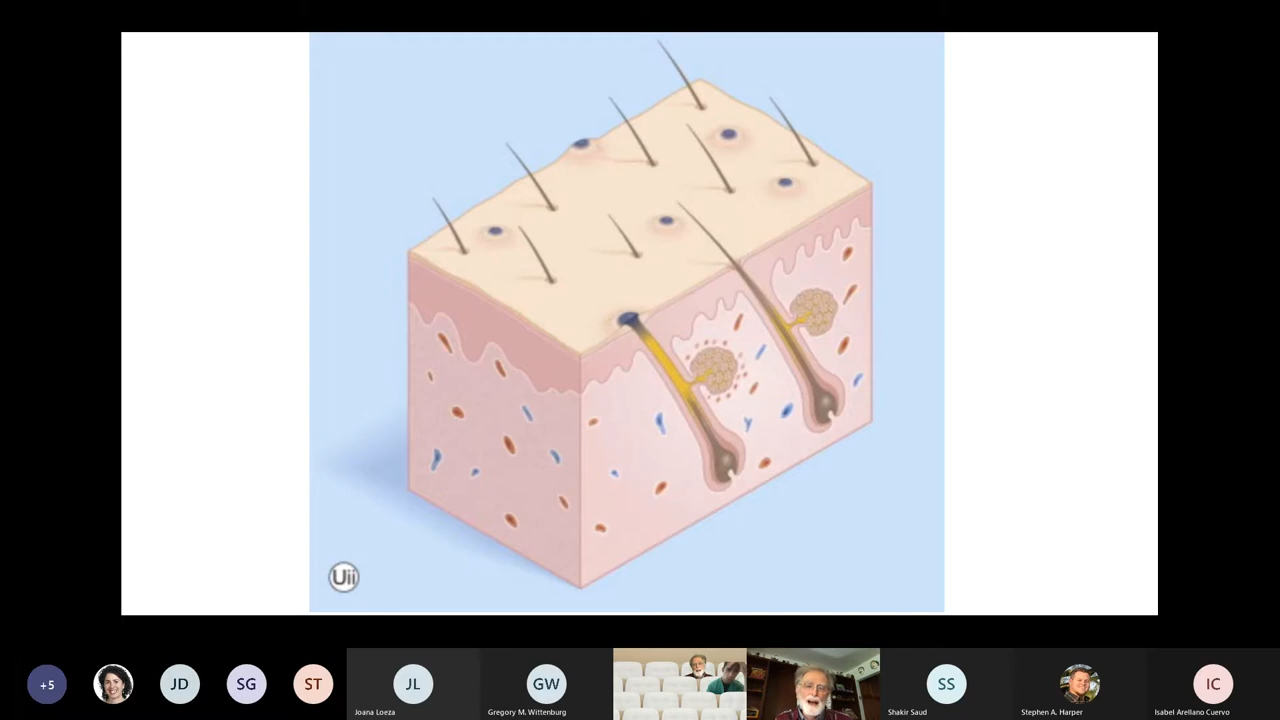 Uii
+5
JD
SG
ST
JL
Joana Loeza
GW
Gregory M. Wittenburg
SS
Shakir Saud
Stephen A. Harper
IC
Isabel Arellano Cuervo